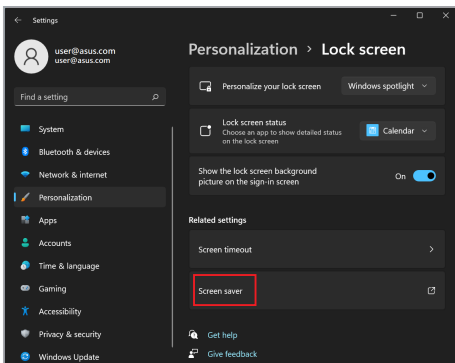 Settings
user@asus.com
user@asus.com
Find a setting
System
Bluetooth & devices
Network & internet
Personalization
Apps
Accounts
Time & language
Gaming
Accessibility
Privacy & security
Windows Update
Personalization > Lock screen
Personalize your lock screen
Windows spotlight
Lock screen status
Choose an app to show detailed status
on the lock screen
Calendar
Show the lock screen background
picture on the sign-in screen
On
Related settings
Screen timeout
Screen saver
Get help
Give feedback